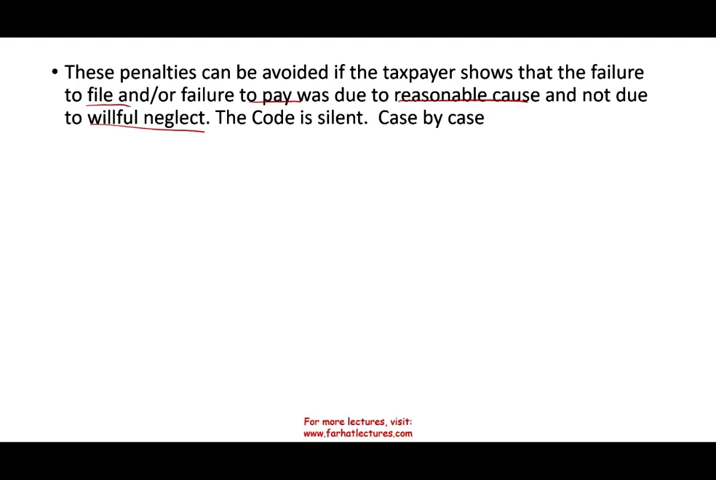 • These penalties can be avoided if the taxpayer shows that the failure
to file and/or failure to pay was due to reasonable cause and not due
to willful neglect. The Code is silent.  Case by case
For more lectures, visit:
www.farhatlectures.com